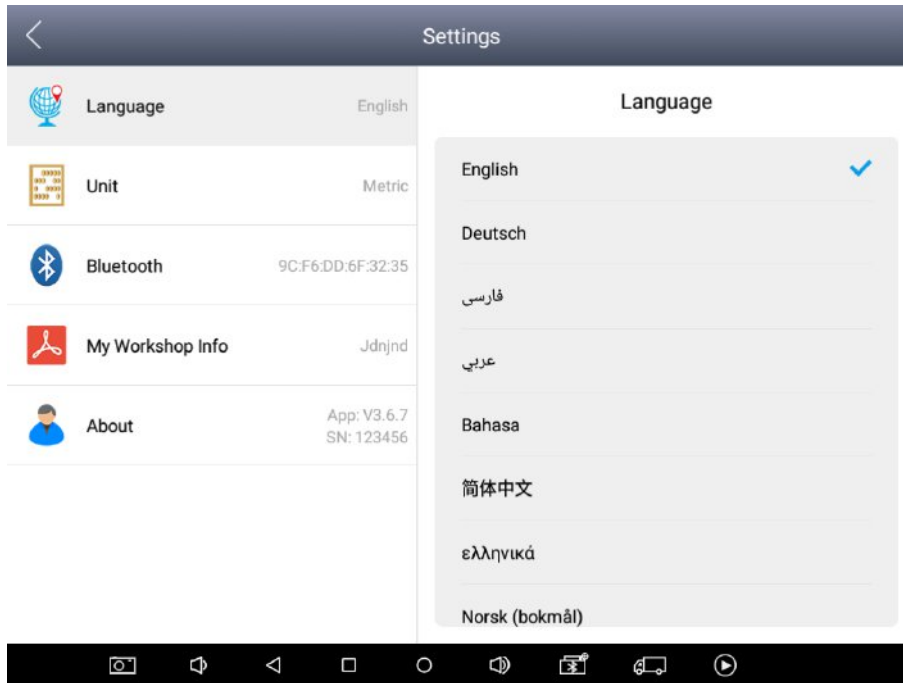 Settings
Language
English
Unit
Metric
Bluetooth
9C:F6:DD:6F:32:35
My Workshop Info
Jdnjnd
About
App: V3.6.7
SN: 123456
Language
English
Deutsch
فارسی
عربي
Bahasa
简体中文
ελληνικά
Norsk (bokmål)